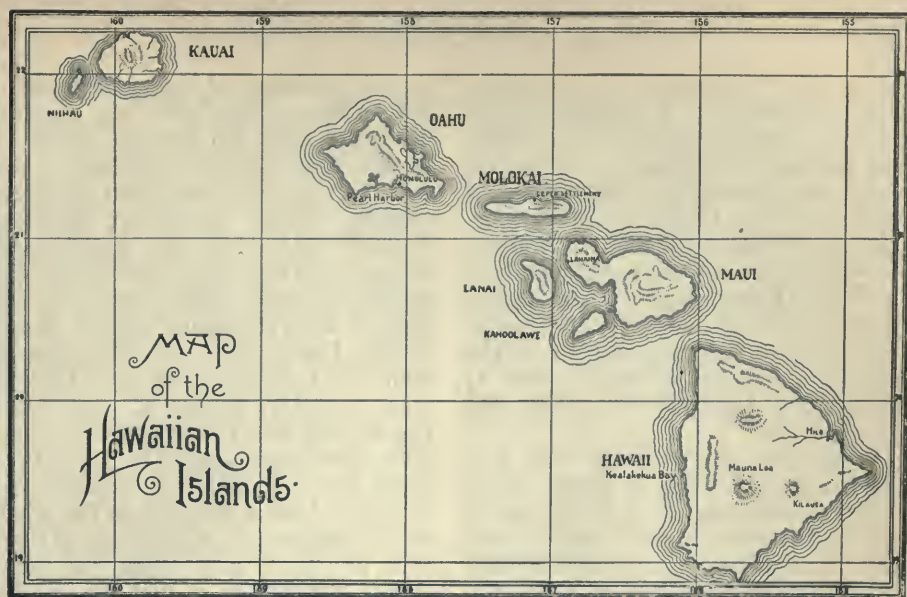 160 159 158 157 156 155
KAUAI
22
NIIHAU
OAHU
HONOLULU
Pearl Harbor
MOLOKAI
LEPER SETTLEMENT
21
LANAI
LAHAINA
MAUI
KAHOOLAWE
MAP
of the
Hawaiian
Islands.
20
HILO
HAWAII
Kealakekua Bay
Mauna Loa
KILAUEA
19
160 159 158 157 156 155